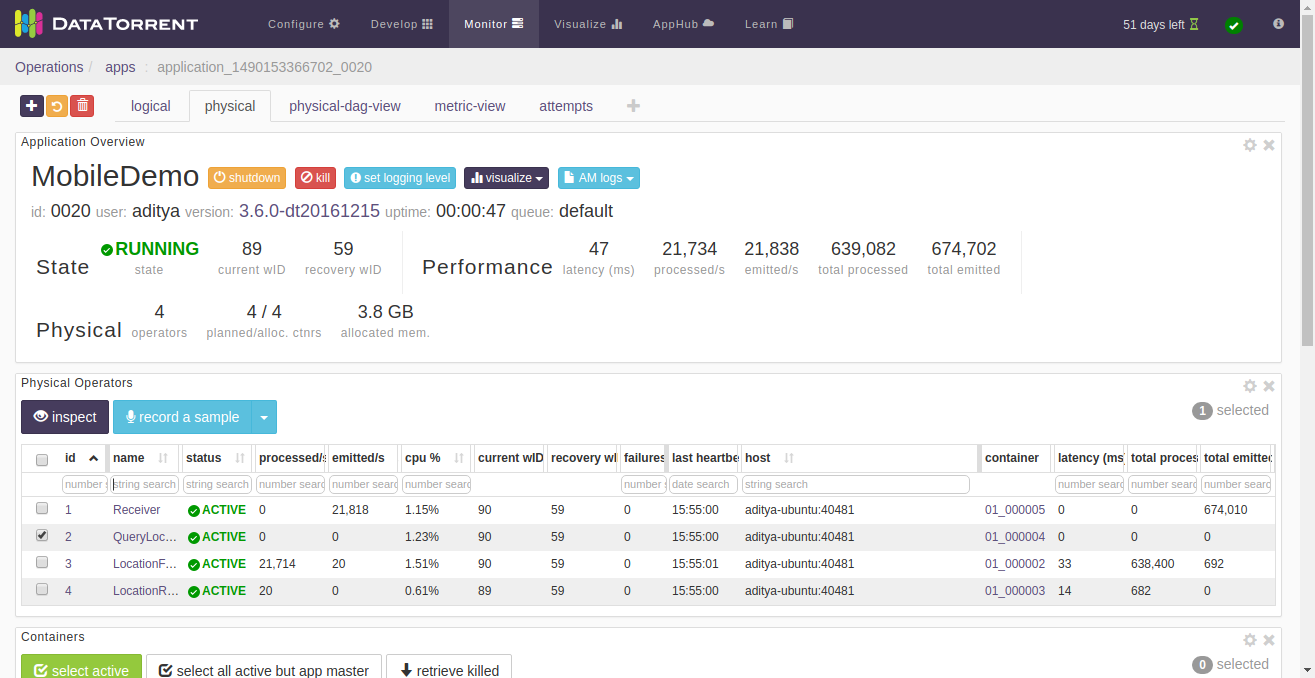 DATATORRENT Configure Develop Monitor Visualize AppHub Learn 51 days left
Operations / apps : application_1490153366702_0020
logical physical physical-dag-view metric-view attempts
Application Overview
MobileDemo shutdown kill set logging level visualize AM logs
id: 0020 user: aditya version: 3.6.0-dt20161215 uptime: 00:00:47 queue: default
State RUNNING 89 59 Performance 47 21,734 21,838 639,082 674,702
state current wID recovery wID latency (ms) processed/s emitted/s total processed total emitted
Physical 4 4 / 4 3.8 GB
operators planned/alloc. ctnrs allocated mem.
Physical Operators
inspect record a sample 1 selected
id name status processed/s emitted/s cpu % current wID recovery wI failures last heartbe host container latency (ms total proces total emitted
number string search string search number searc number searc number searc number date search string search number searc number searc number searc
1 Receiver ACTIVE 0 21,818 1.15% 90 59 0 15:55:00 aditya-ubuntu:40481 01_000005 0 0 674,010
2 QueryLoc... ACTIVE 0 0 1.23% 90 59 0 15:55:00 aditya-ubuntu:40481 01_000004 0 0 0
3 LocationF... ACTIVE 21,714 20 1.51% 90 59 0 15:55:01 aditya-ubuntu:40481 01_000002 33 638,400 692
4 LocationR... ACTIVE 20 0 0.61% 89 59 0 15:55:00 aditya-ubuntu:40481 01_000003 14 682 0
Containers
select active select all active but app master retrieve killed 0 selected